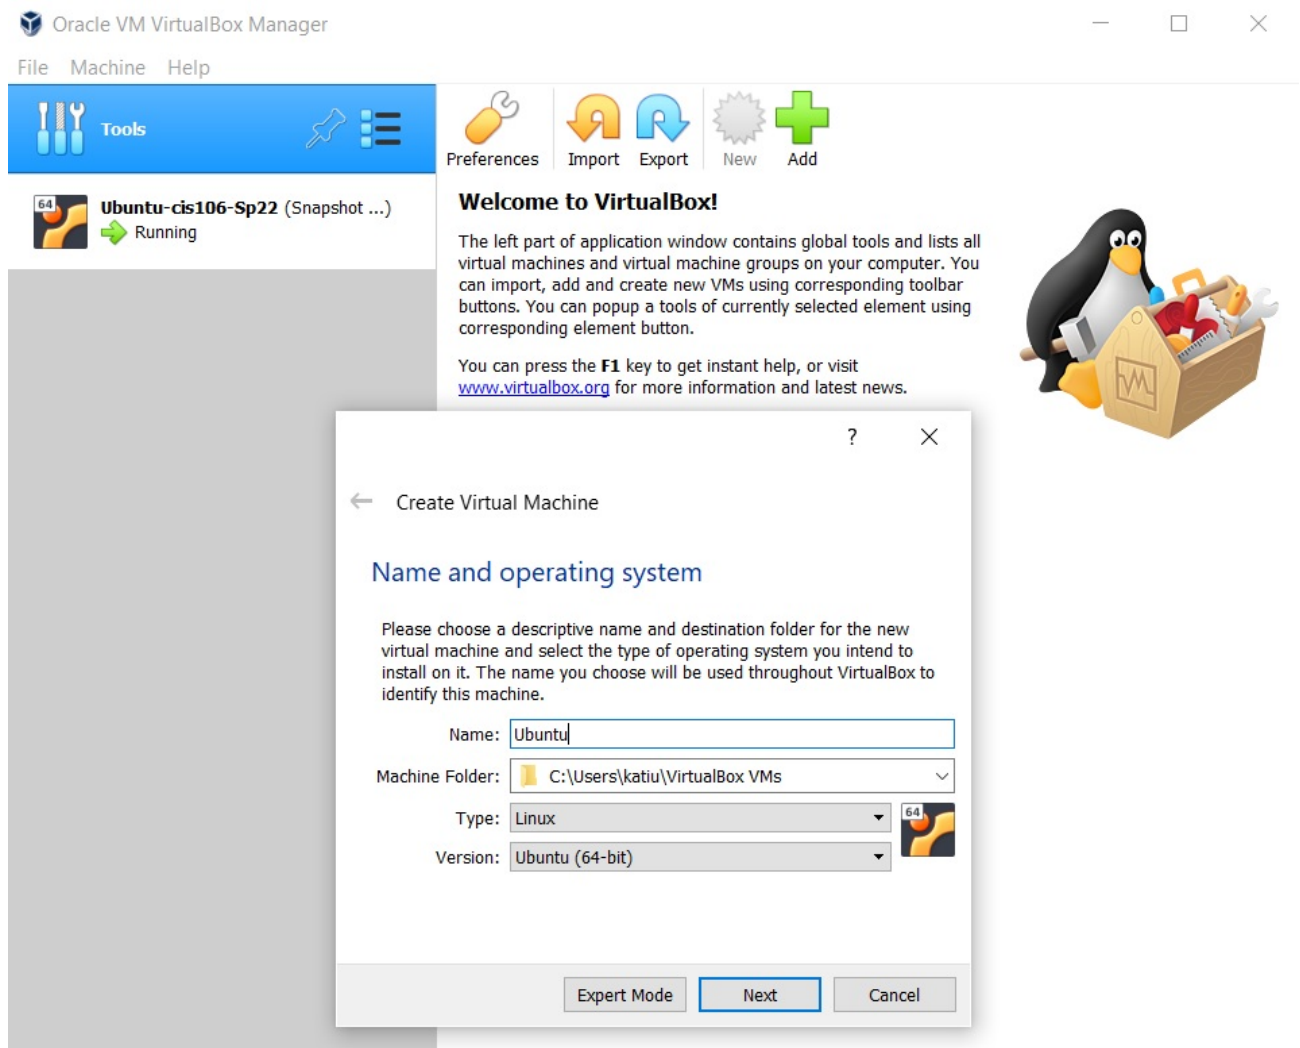 Oracle VM VirtualBox Manager
File Machine Help
Tools
Preferences Import Export New Add
64
Ubuntu-cis106-Sp22 (Snapshot ...)
Running
Welcome to VirtualBox!
The left part of application window contains global tools and lists all
virtual machines and virtual machine groups on your computer. You
can import, add and create new VMs using corresponding toolbar
buttons. You can popup a tools of currently selected element using
corresponding element button.
You can press the F1 key to get instant help, or visit
www.virtualbox.org for more information and latest news.
?
Create Virtual Machine
Name and operating system
Please choose a descriptive name and destination folder for the new
virtual machine and select the type of operating system you intend to
install on it. The name you choose will be used throughout VirtualBox to
identify this machine.
Name: Ubuntu
Machine Folder: C:\Users\katiu\VirtualBox VMs
Type: Linux
64
Version: Ubuntu (64-bit)
Expert Mode Next Cancel